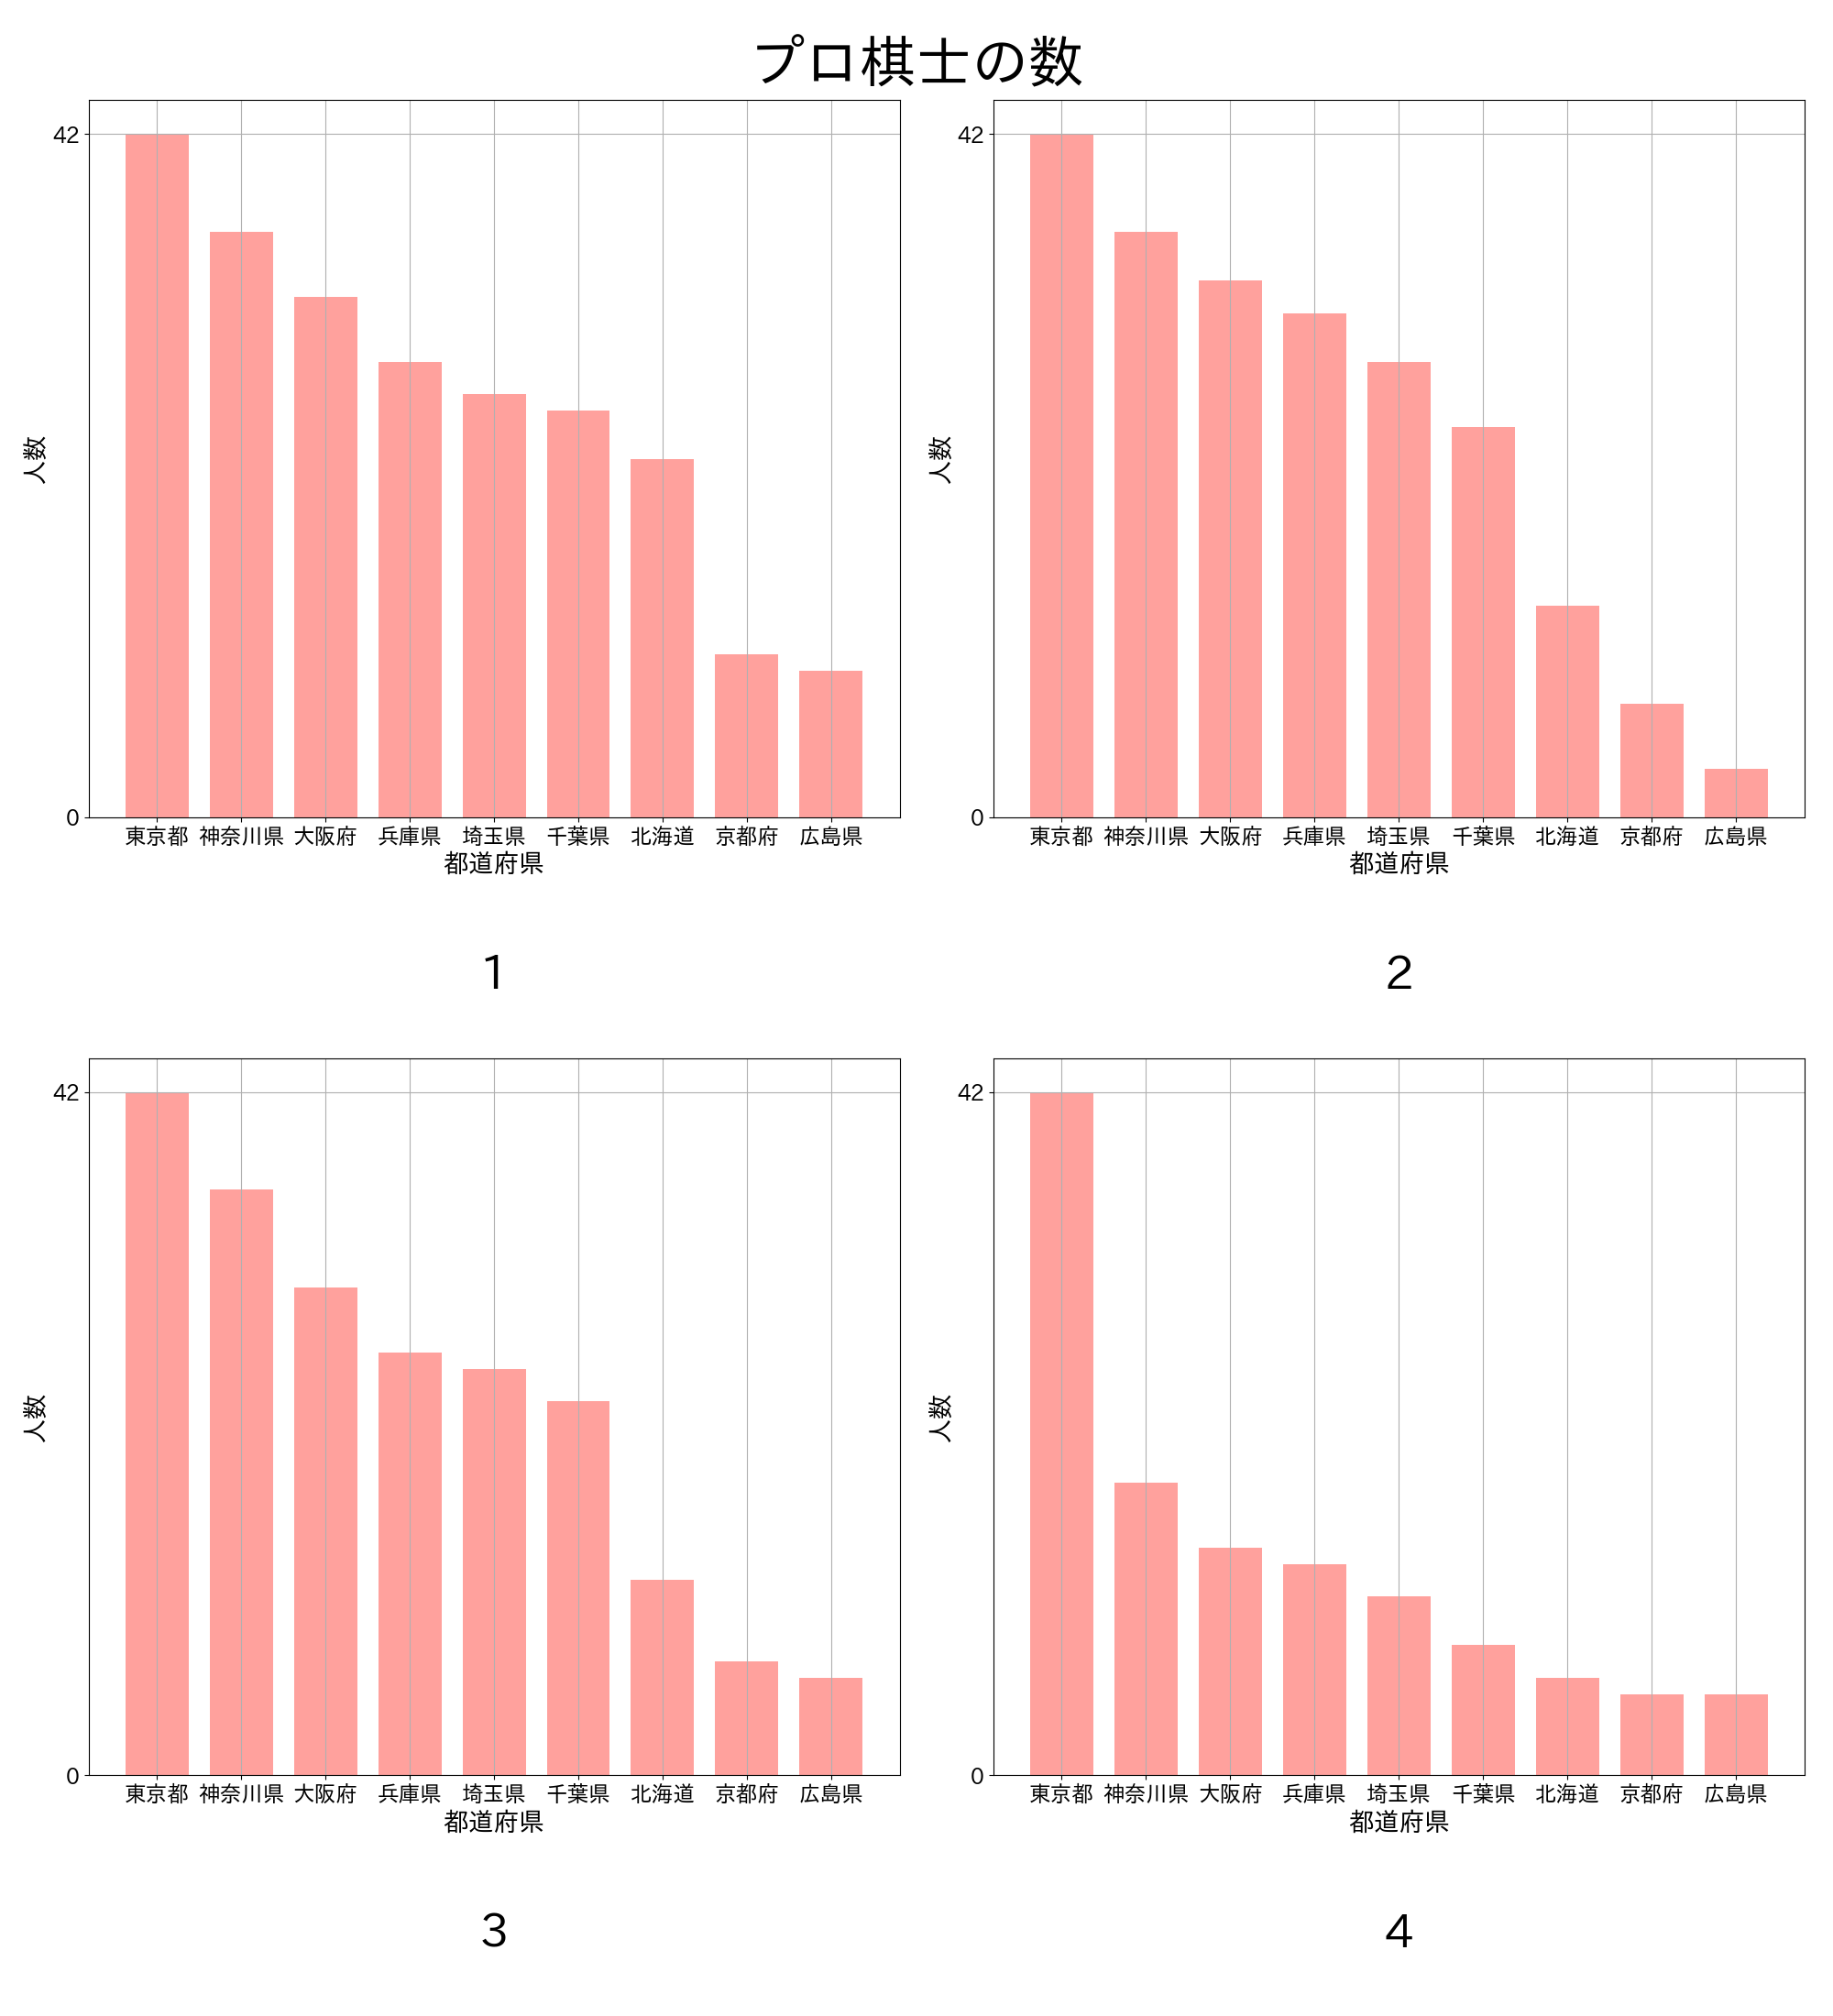 プロ棋士の数
42
0
人数
東京都 神奈川県 大阪府 兵庫県 埼玉県 千葉県 北海道 京都府 広島県
都道府県
1
42
0
人数
東京都 神奈川県 大阪府 兵庫県 埼玉県 千葉県 北海道 京都府 広島県
都道府県
2
42
0
人数
東京都 神奈川県 大阪府 兵庫県 埼玉県 千葉県 北海道 京都府 広島県
都道府県
3
42
0
人数
東京都 神奈川県 大阪府 兵庫県 埼玉県 千葉県 北海道 京都府 広島県
都道府県
4